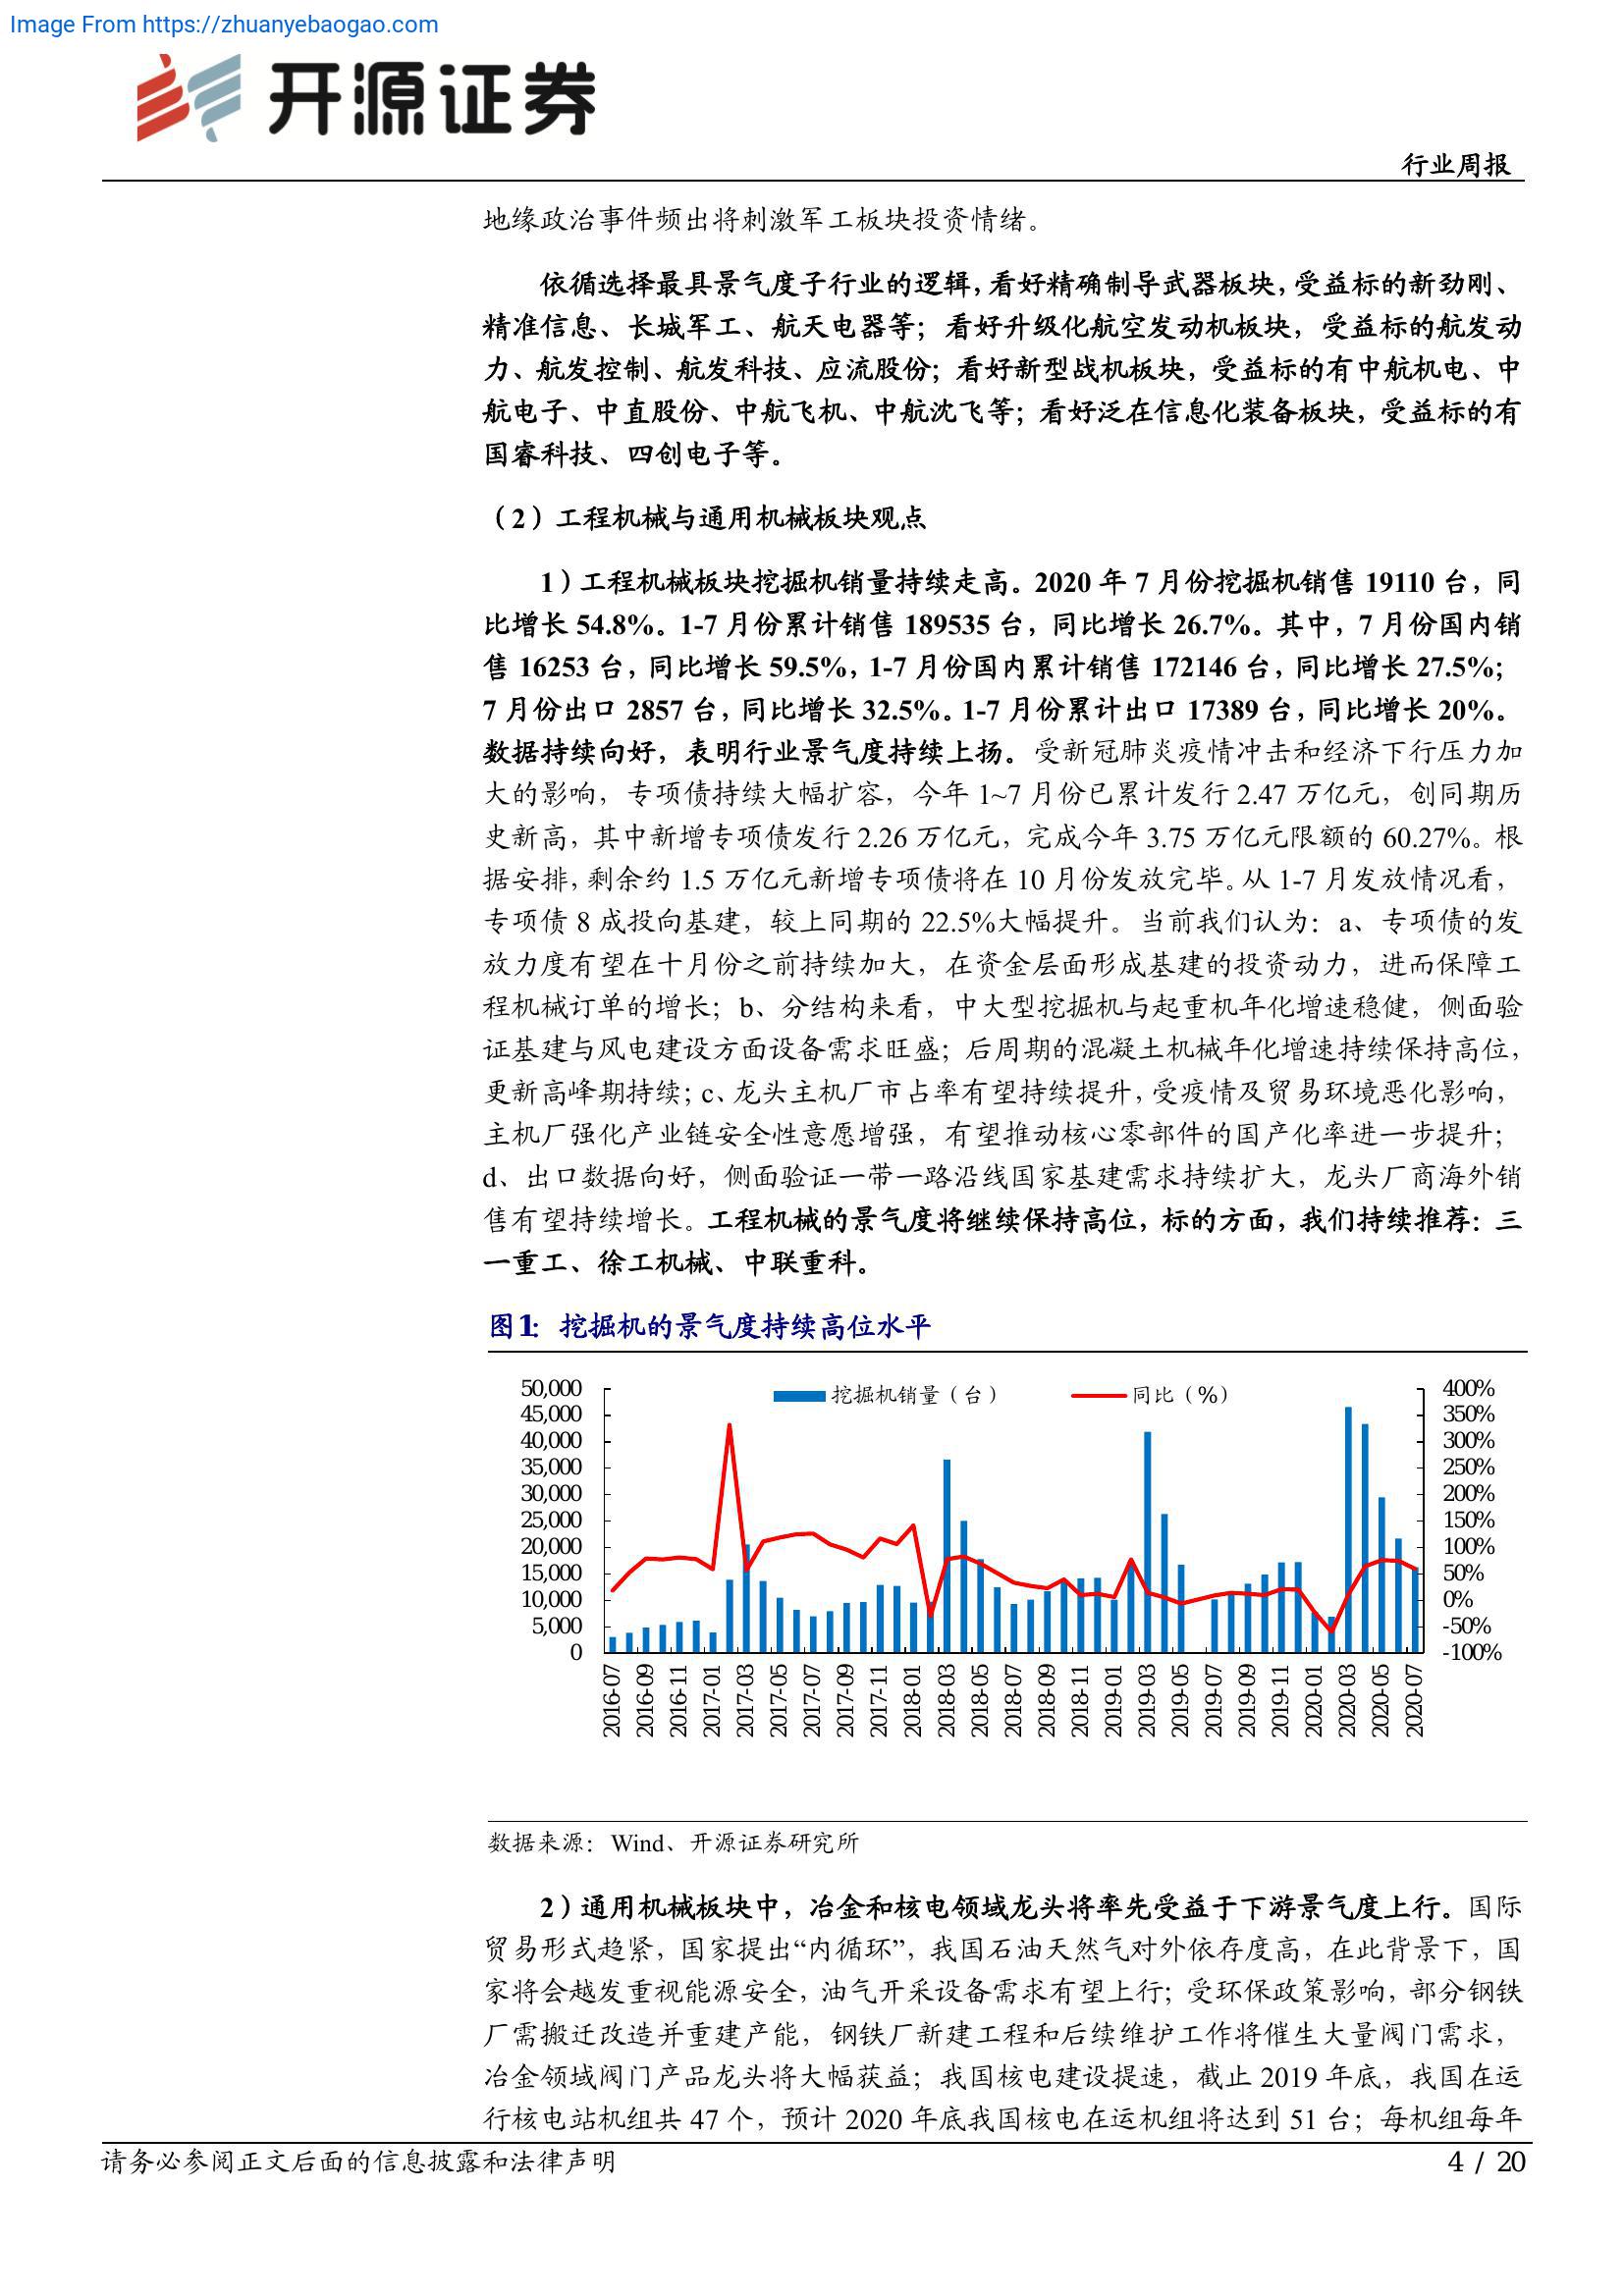 Image From https://zhuanyebaogao.com
开源证券
行业周报
地缘政治事件频出将刺激军工板块投资情绪。
依循选择最具景气度子行业的逻辑，看好精确制导武器板块，受益标的新劲刚、
精准信息、长城军工、航天电器等；看好升级化航空发动机板块，受益标的航发动
力、航发控制、航发科技、应流股份；看好新型战机板块，受益标的有中航机电、中
航电子、中直股份、中航飞机、中航沈飞等；看好泛在信息化装备板块，受益标的有
国睿科技、四创电子等。
（2）工程机械与通用机械板块观点
1）工程机械板块挖掘机销量持续走高。2020 年 7 月份挖掘机销售 19110 台，同
比增长 54.8%。1-7 月份累计销售 189535 台，同比增长 26.7%。其中，7 月份国内销
售 16253 台，同比增长 59.5%，1-7 月份国内累计销售 172146 台，同比增长 27.5%；
7 月份出口 2857 台，同比增长 32.5%。1-7 月份累计出口 17389 台，同比增长 20%。
数据持续向好，表明行业景气度持续上扬。受新冠肺炎疫情冲击和经济下行压力加
大的影响，专项债持续大幅扩容，今年 1~7 月份已累计发行 2.47 万亿元，创同期历
史新高，其中新增专项债发行 2.26 万亿元，完成今年 3.75 万亿元限额的 60.27%。根
据安排，剩余约 1.5 万亿元新增专项债将在 10 月份发放完毕。从 1-7 月发放情况看，
专项债 8 成投向基建，较上同期的 22.5%大幅提升。当前我们认为：a、专项债的发
放力度有望在十月份之前持续加大，在资金层面形成基建的投资动力，进而保障工
程机械订单的增长；b、分结构来看，中大型挖掘机与起重机年化增速稳健，侧面验
证基建与风电建设方面设备需求旺盛；后周期的混凝土机械年化增速持续保持高位，
更新高峰期持续；c、龙头主机厂市占率有望持续提升，受疫情及贸易环境恶化影响，
主机厂强化产业链安全性意愿增强，有望推动核心零部件的国产化率进一步提升；
d、出口数据向好，侧面验证一带一路沿线国家基建需求持续扩大，龙头厂商海外销
售有望持续增长。工程机械的景气度将继续保持高位，标的方面，我们持续推荐：三
一重工、徐工机械、中联重科。
图1：挖掘机的景气度持续高位水平
挖掘机销量（台） 同比（%）
50,000 400%
45,000 350%
40,000 300%
35,000 250%
30,000 200%
25,000 150%
20,000 100%
15,000 50%
10,000 0%
5,000 -50%
0 -100%
2016-07 2016-09 2016-11 2017-01 2017-03 2017-05 2017-07 2017-09 2017-11 2018-01 2018-03 2018-05 2018-07 2018-09 2018-11 2019-01 2019-03 2019-05 2019-07 2019-09 2019-11 2020-01 2020-03 2020-05 2020-07
数据来源：Wind、开源证券研究所
2）通用机械板块中，冶金和核电领域龙头将率先受益于下游景气度上行。国际
贸易形式趋紧，国家提出“内循环”，我国石油天然气对外依存度高，在此背景下，国
家将会越发重视能源安全，油气开采设备需求有望上行；受环保政策影响，部分钢铁
厂需搬迁改造并重建产能，钢铁厂新建工程和后续维护工作将催生大量阀门需求，
冶金领域阀门产品龙头将大幅获益；我国核电建设提速，截止 2019 年底，我国在运
行核电站机组共 47 个，预计 2020 年底我国核电在运机组将达到 51 台；每机组每年
请务必参阅正文后面的信息披露和法律声明
4 / 20